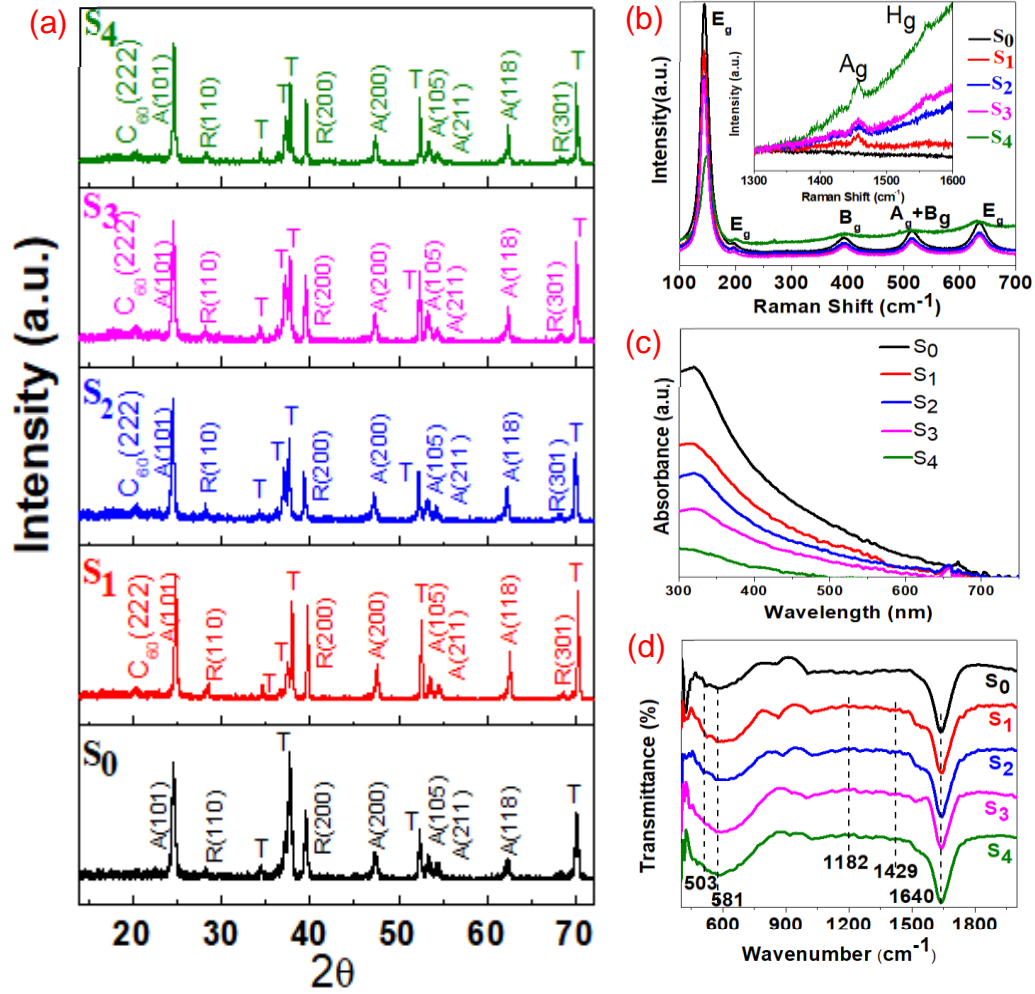 (a)
Intensity (a.u.)
S4
C60(222)
A(101)
R(110)
T
T
T
R(200)
A(200)
T
A(105)
A(211)
A(118)
R(301)
T
S3
C60(222)
A(101)
R(110)
T
T
T
R(200)
A(200)
T
A(105)
A(211)
A(118)
R(301)
T
S2
C60(222)
A(101)
R(110)
T
T
T
R(200)
A(200)
T
A(105)
A(211)
A(118)
R(301)
T
S1
C60(222)
A(101)
R(110)
T
T
T
R(200)
A(200)
T
A(105)
A(211)
A(118)
R(301)
T
S0
A(101)
R(110)
T
T
R(200)
A(200)
T
A(105)
A(211)
A(118)
T
20 30 40 50 60 70
2θ
(b)
Intensity(a.u.)
Eg
Eg
Bg
Ag+Bg
Eg
Intensity (a.u.)
Ag
Hg
1300 1400 1500 1600
Raman Shift (cm-1)
S0
S1
S2
S3
S4
100 200 300 400 500 600 700
Raman Shift (cm-1)
(c)
Absorbance (a.u.)
S0
S1
S2
S3
S4
300 400 500 600 700
Wavelength (nm)
(d)
Transmittance (%)
S0
S1
S2
S3
S4
503
581
1182
1429
1640
600 900 1200 1500 1800
Wavenumber (cm-1)